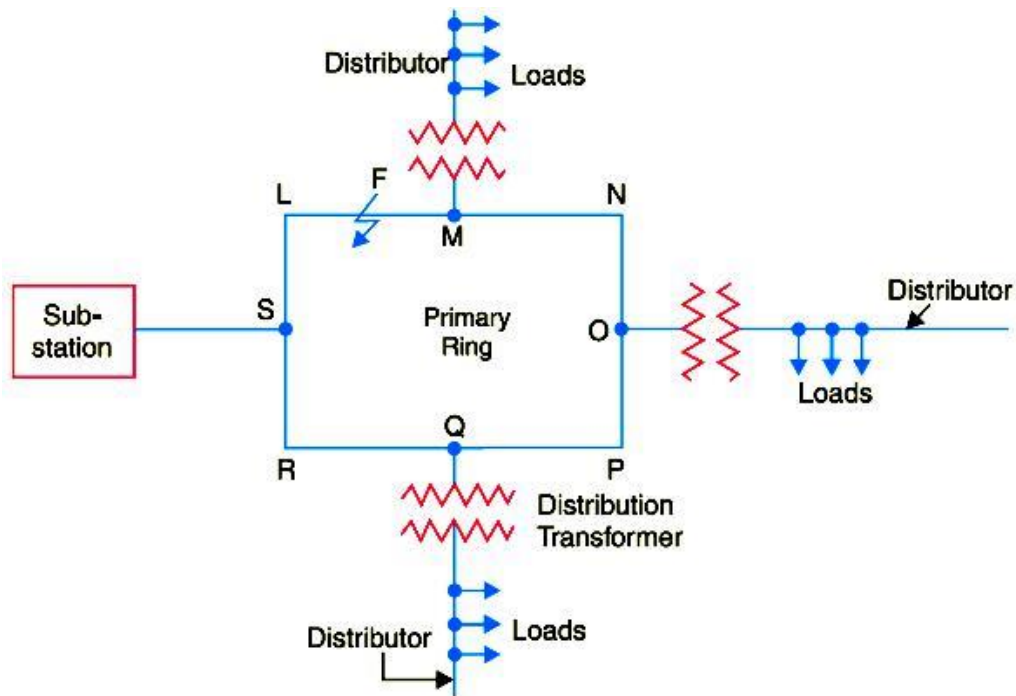 Distributor
Loads
F
L
N
M
Sub-
station
S
Primary
Ring
O
Distributor
Loads
Q
R
P
Distribution
Transformer
Loads
Distributor